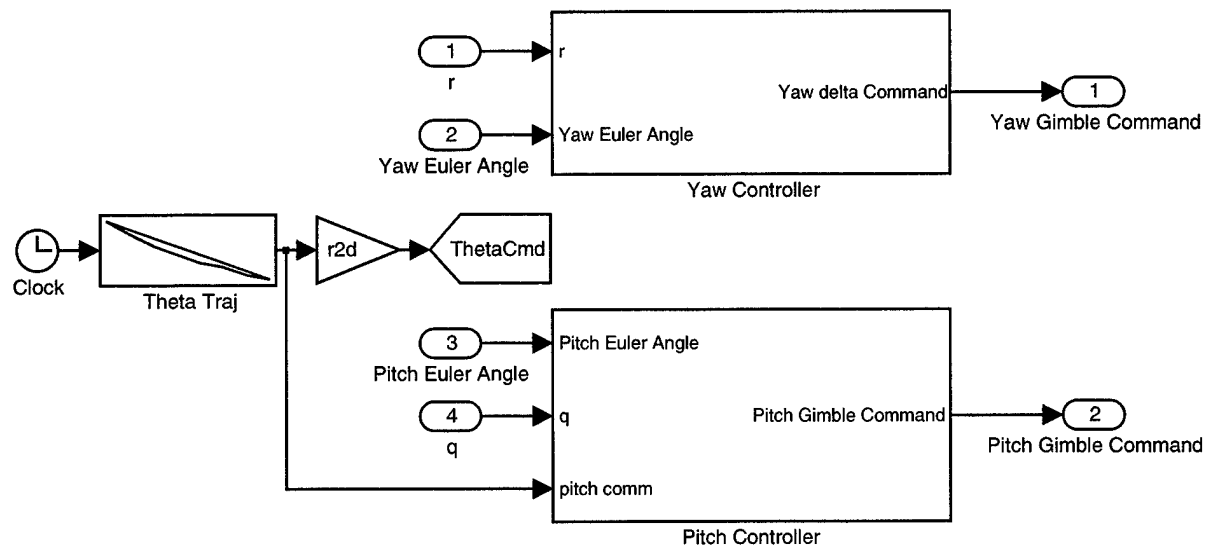 1
r
r
2
Yaw Euler Angle
Yaw Euler Angle
Yaw delta Command
Yaw Controller
1
Yaw Gimble Command
Clock
Theta Traj
r2d
ThetaCmd
3
Pitch Euler Angle
Pitch Euler Angle
4
q
q
pitch comm
Pitch Gimble Command
Pitch Controller
2
Pitch Gimble Command